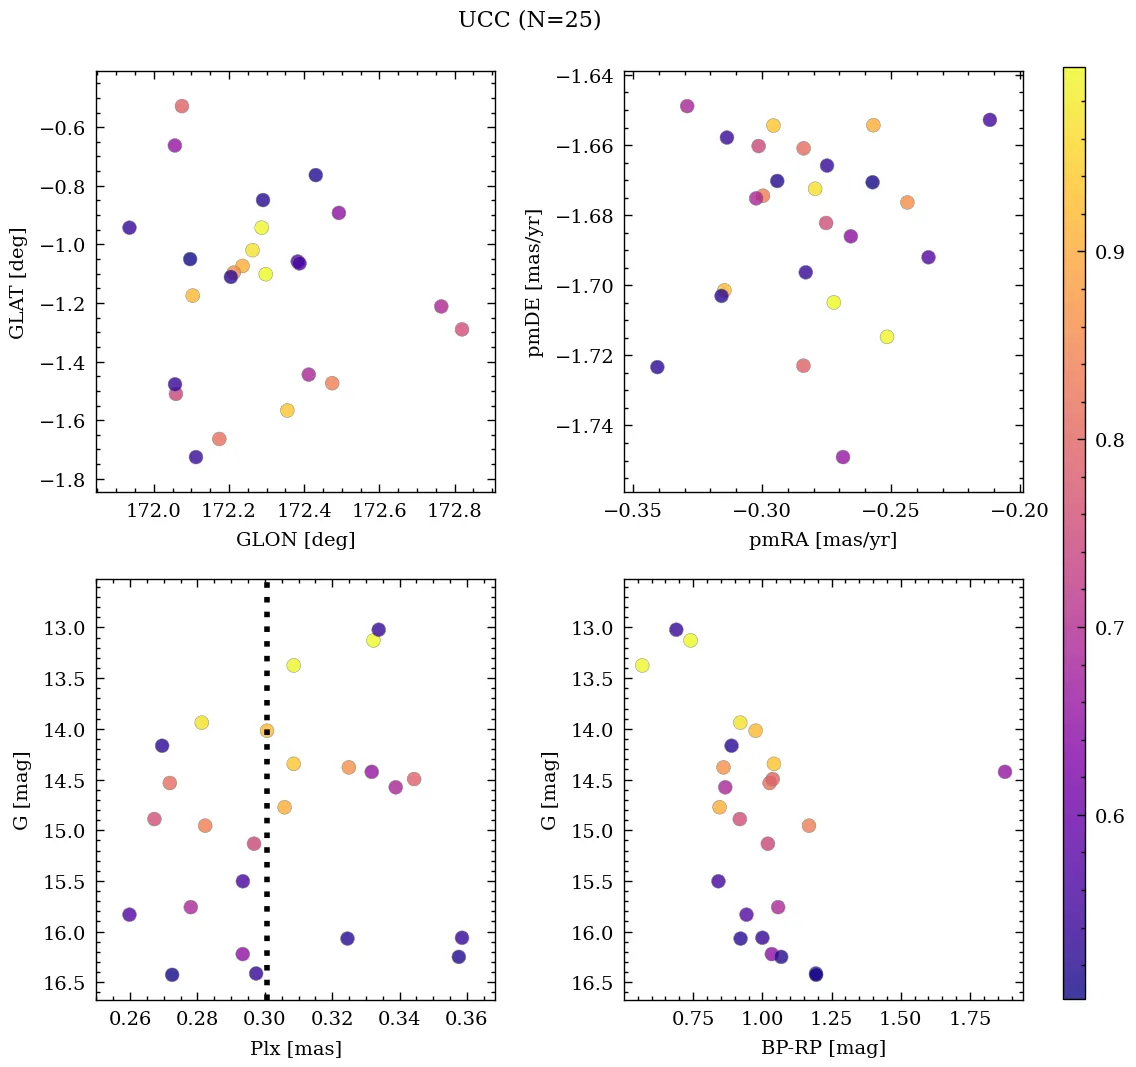 UCC (N=25)
−0.6
−0.8
−1.0
−1.2
−1.4
−1.6
−1.8
GLAT [deg]
172.0 172.2 172.4 172.6 172.8
GLON [deg]
−1.64
−1.66
−1.68
−1.70
−1.72
−1.74
pmDE [mas/yr]
−0.35 −0.30 −0.25 −0.20
pmRA [mas/yr]
13.0
13.5
14.0
14.5
15.0
15.5
16.0
16.5
G [mag]
0.26 0.28 0.30 0.32 0.34 0.36
Plx [mas]
13.0
13.5
14.0
14.5
15.0
15.5
16.0
16.5
G [mag]
0.75 1.00 1.25 1.50 1.75
BP-RP [mag]
0.9
0.8
0.7
0.6